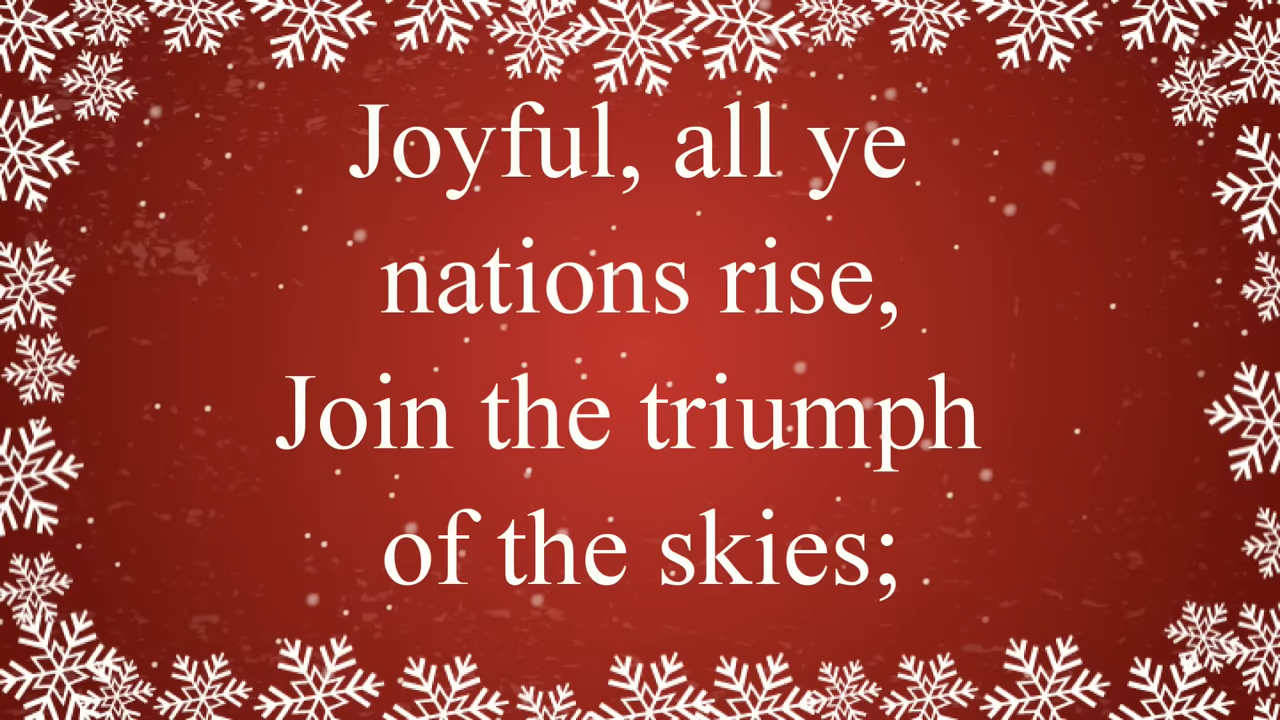 Joyful, all ye
nations rise,
Join the triumph
of the skies;